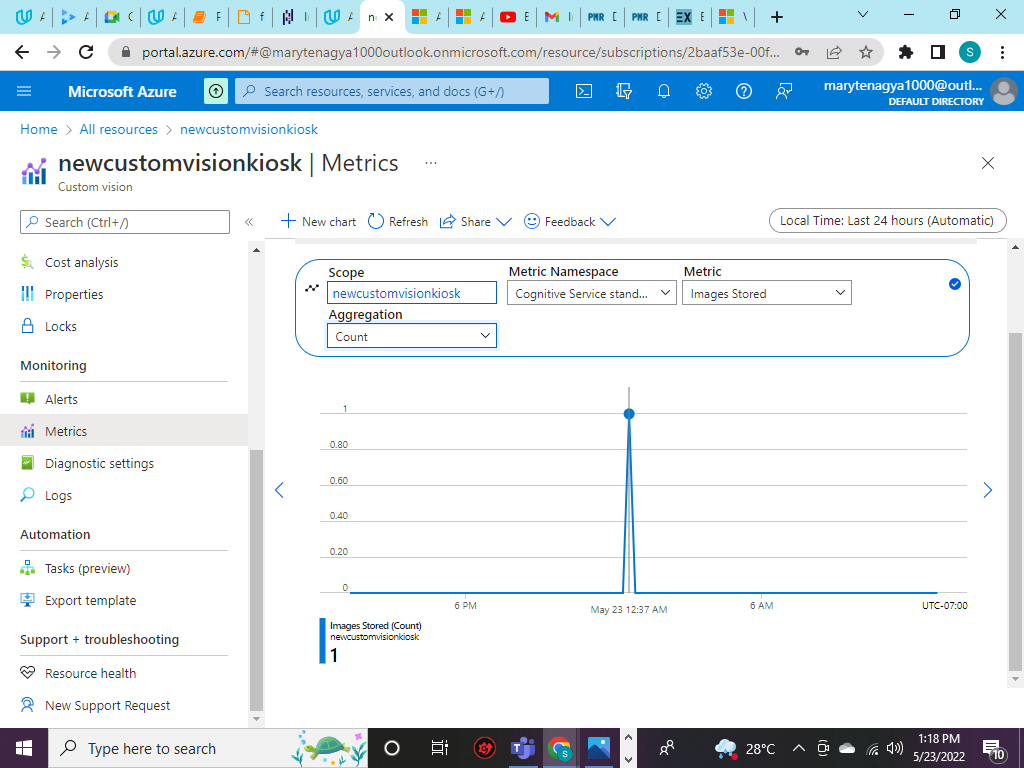 n
portal.azure.com/#@marytenagya1000outlook.onmicrosoft.com/resource/subscriptions/2baaf53e-00f...
S
Microsoft Azure
Search resources, services, and docs (G+/)
marytenagya1000@outl...
DEFAULT DIRECTORY
Home > All resources > newcustomvisionkiosk
newcustomvisionkiosk | Metrics ...
Custom vision
Search (Ctrl+/)
«
New chart
Refresh
Share
Feedback
Local Time: Last 24 hours (Automatic)
Cost analysis
Properties
Locks
Monitoring
Alerts
Metrics
Diagnostic settings
Logs
Automation
Tasks (preview)
Export template
Support + troubleshooting
Resource health
New Support Request
Scope
newcustomvisionkiosk
Metric Namespace
Cognitive Service stand...
Metric
Images Stored
Aggregation
Count
1
0.80
0.60
0.40
0.20
0
6 PM
May 23 12:37 AM
6 AM
UTC-07:00
Images Stored (Count)
newcustomvisionkiosk
1
Type here to search
28°C
1:18 PM
5/23/2022
10